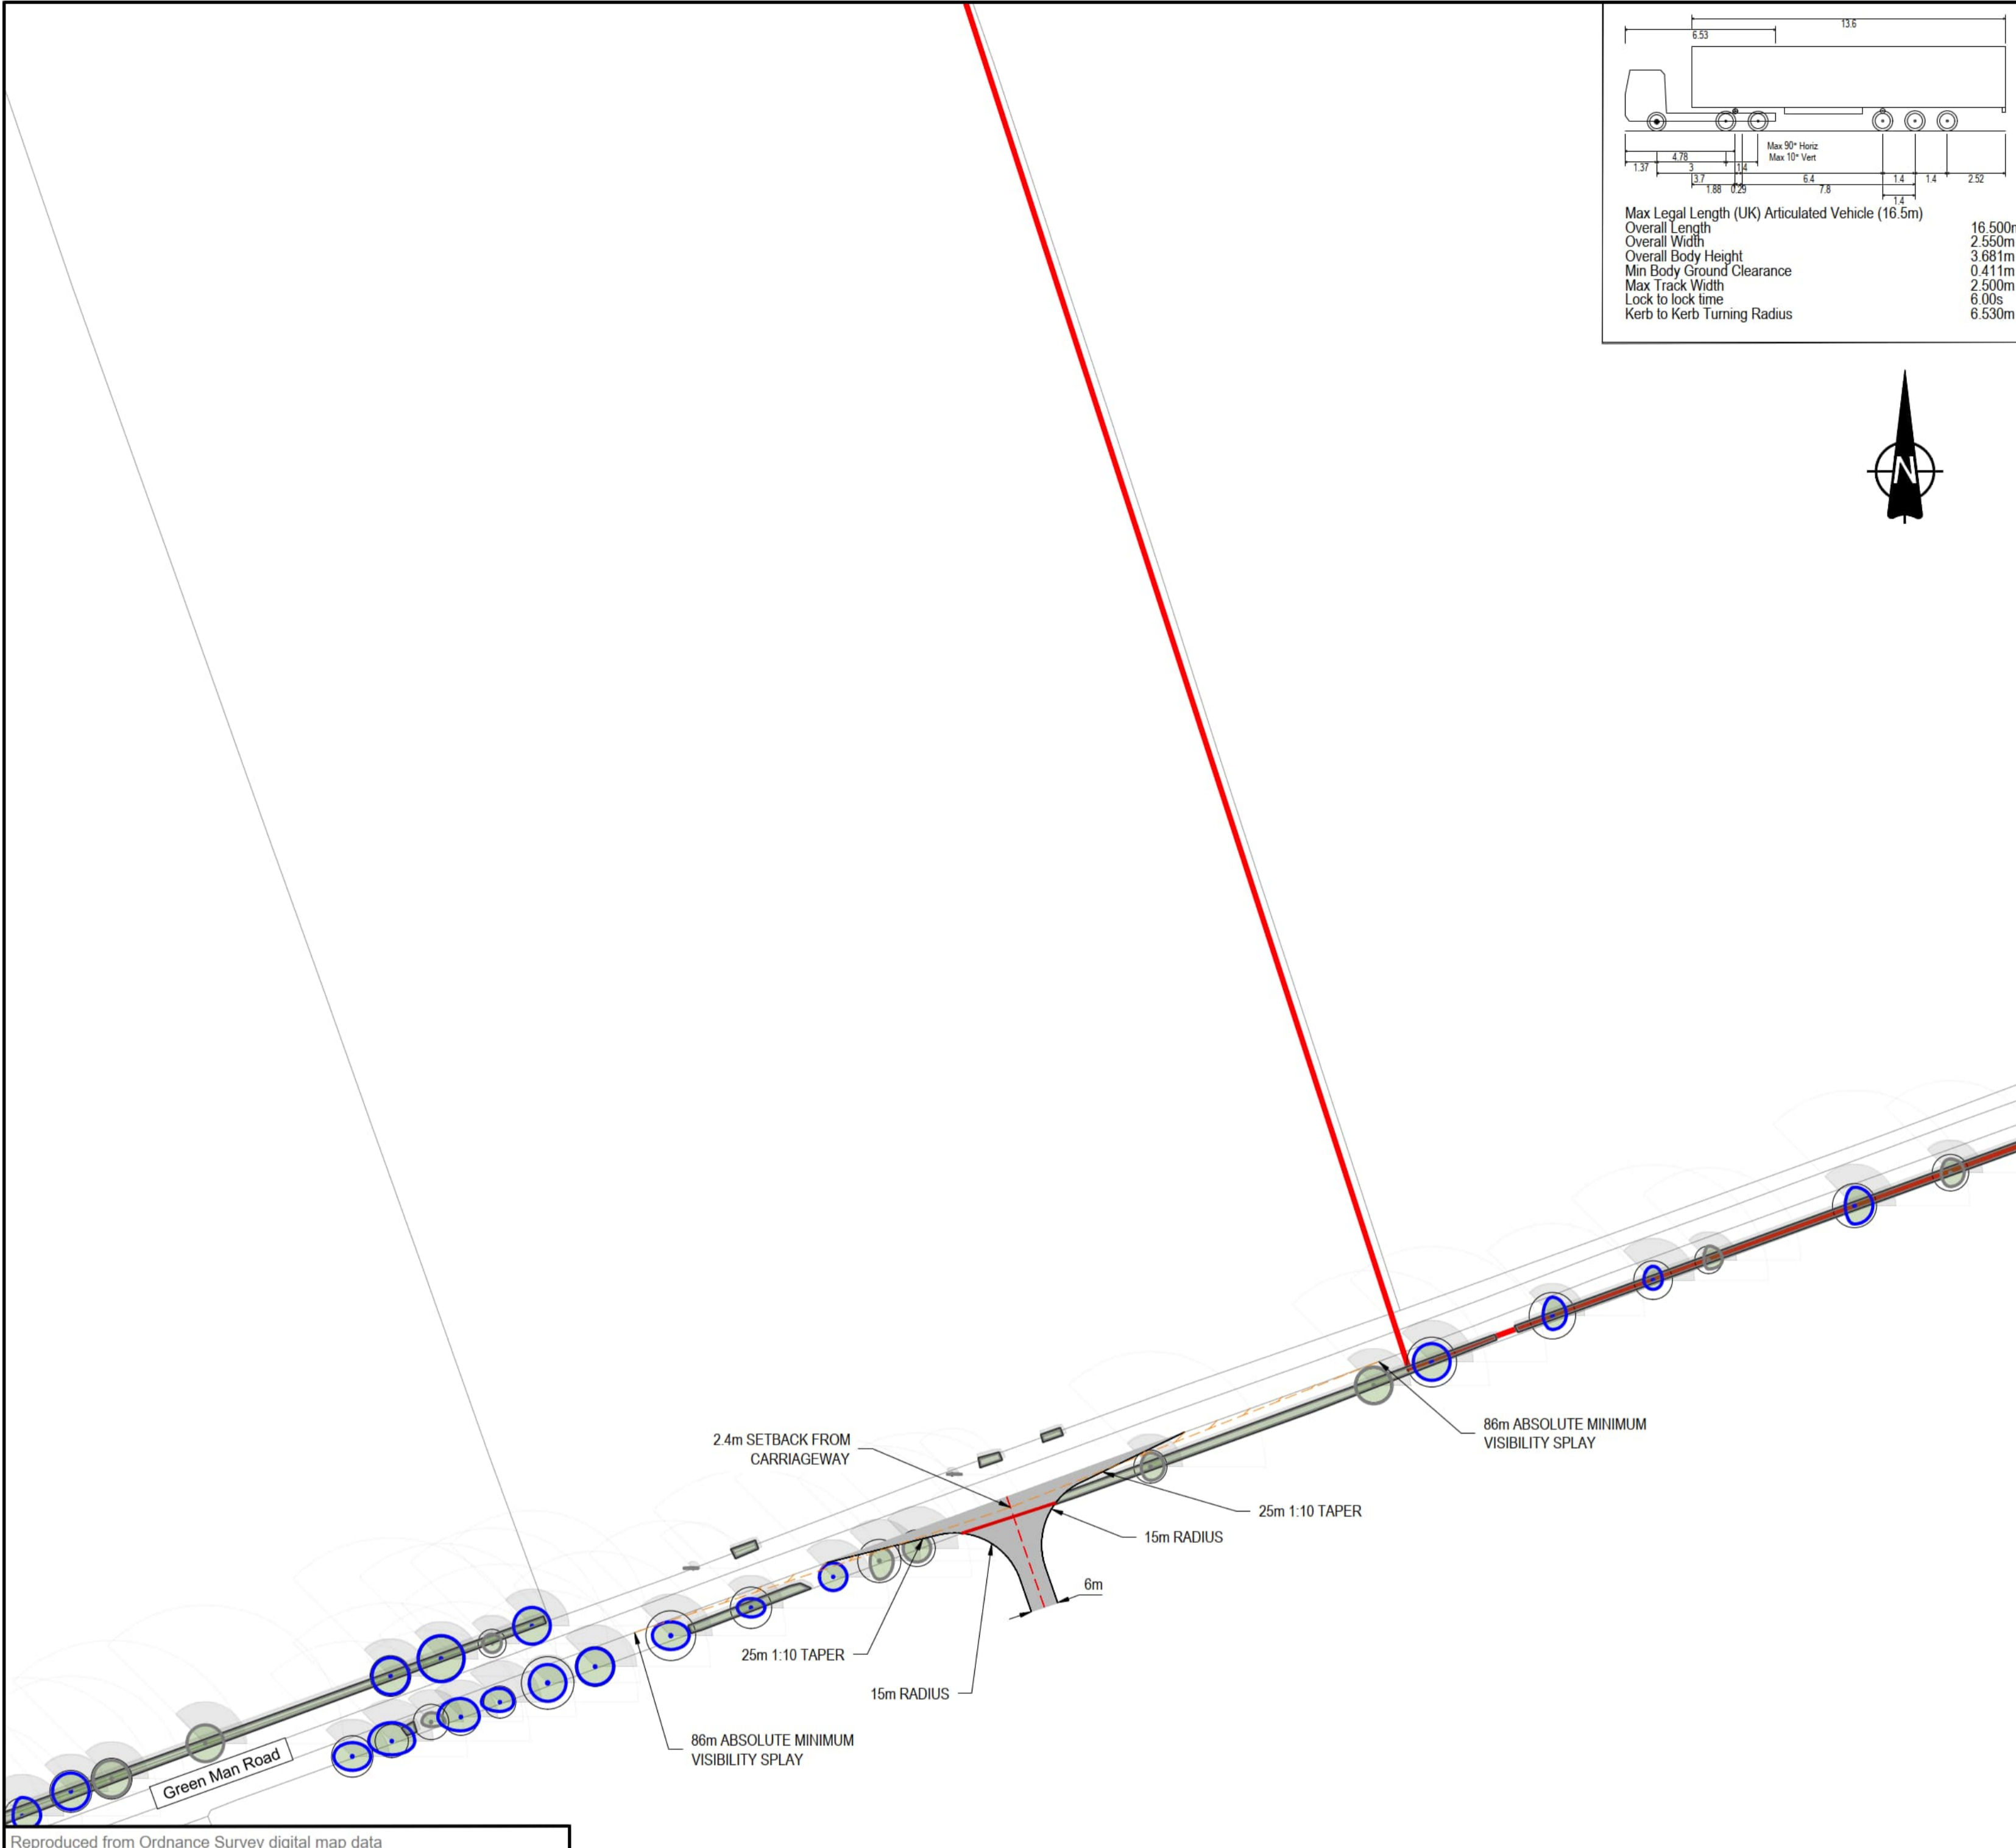 13.6
6.53
Max 90° Horiz
Max 10° Vert
4.78
1.37
3
1.4
3.7
6.4
1.4
1.4
2.52
1.88
0.29
7.8
1.4
Max Legal Length (UK) Articulated Vehicle (16.5m)
Overall Length 16.500m
Overall Width 2.550m
Overall Body Height 3.681m
Min Body Ground Clearance 0.411m
Max Track Width 2.500m
Lock to lock time 6.00s
Kerb to Kerb Turning Radius 6.530m
N
86m ABSOLUTE MINIMUM
VISIBILITY SPLAY
2.4m SETBACK FROM
CARRIAGEWAY
25m 1:10 TAPER
15m RADIUS
6m
25m 1:10 TAPER
15m RADIUS
86m ABSOLUTE MINIMUM
VISIBILITY SPLAY
Green Man Road
Reproduced from Ordnance Survey digital map data